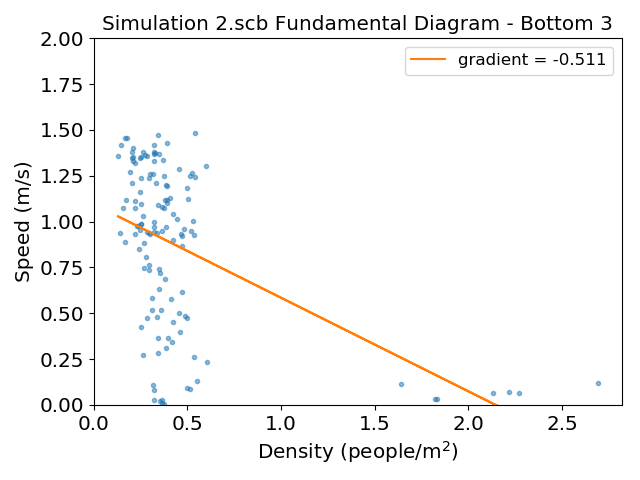 Simulation 2.scb Fundamental Diagram - Bottom 3
gradient = -0.511
2.00
1.75
1.50
1.25
1.00
0.75
0.50
0.25
0.00
Speed (m/s)
0.0 0.5 1.0 1.5 2.0 2.5
Density (people/m²)